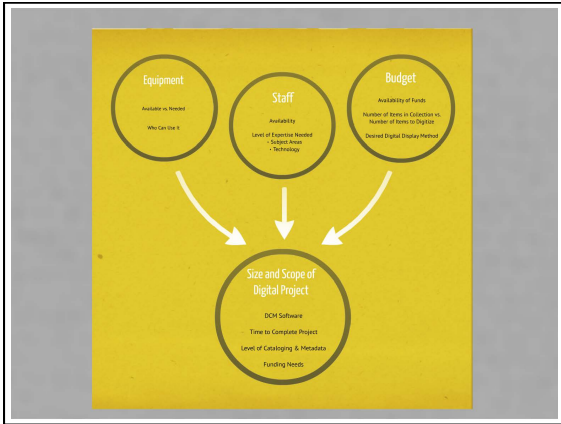 Equipment
Available vs. Needed
Who Can Use It
Staff
Availability
Level of Expertise Needed
• Subject Areas
• Technology
Budget
Availability of Funds
Number of Items in Collection vs.
Number of Items to Digitize
Desired Digital Display Method
Size and Scope of
Digital Project
DCM Software
Time to Complete Project
Level of Cataloging & Metadata
Funding Needs